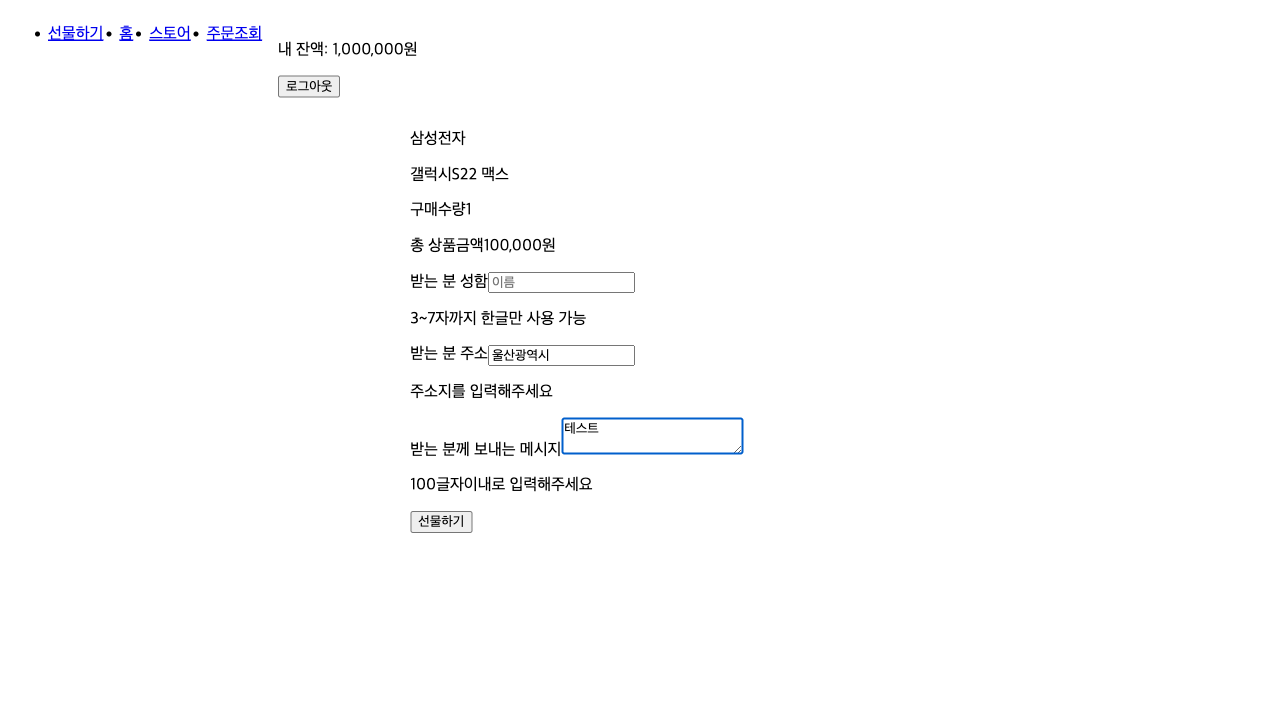 선물하기 홈 스토어 주문조회
내 잔액: 1,000,000원
로그아웃
삼성전자
갤럭시S22 맥스
구매수량1
총 상품금액100,000원
받는 분 성함 이름
3~7자까지 한글만 사용 가능
받는 분 주소 울산광역시
주소지를 입력해주세요
받는 분께 보내는 메시지 테스트
100글자이내로 입력해주세요
선물하기